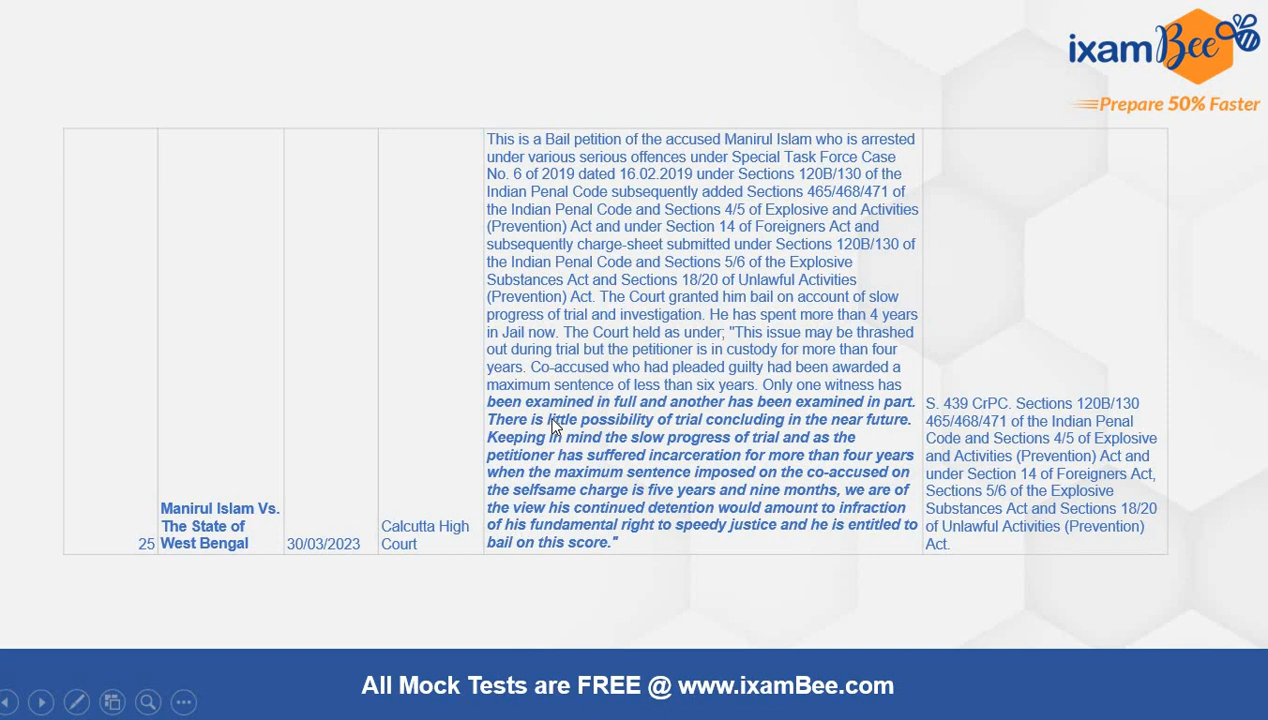 ixamBee
Prepare 50% Faster
This is a Bail petition of the accused Manirul Islam who is arrested
under various serious offences under Special Task Force Case
No. 6 of 2019 dated 16.02.2019 under Sections 120B/130 of the
Indian Penal Code subsequently added Sections 465/468/471 of
the Indian Penal Code and Sections 4/5 of Explosive and Activities
(Prevention) Act and under Section 14 of Foreigners Act and
subsequently charge-sheet submitted under Sections 120B/130 of
the Indian Penal Code and Sections 5/6 of the Explosive
Substances Act and Sections 18/20 of Unlawful Activities
(Prevention) Act. The Court granted him bail on account of slow
progress of trial and investigation. He has spent more than 4 years
in Jail now. The Court held as under; "This issue may be thrashed
out during trial but the petitioner is in custody for more than four
years. Co-accused who had pleaded guilty had been awarded a
maximum sentence of less than six years. Only one witness has
been examined in full and another has been examined in part.
There is little possibility of trial concluding in the near future.
Keeping in mind the slow progress of trial and as the
petitioner has suffered incarceration for more than four years
when the maximum sentence imposed on the co-accused on
the selfsame charge is five years and nine months, we are of
the view his continued detention would amount to infraction
of his fundamental right to speedy justice and he is entitled to
bail on this score."
S. 439 CrPC. Sections 120B/130
465/468/471 of the Indian Penal
Code and Sections 4/5 of Explosive
and Activities (Prevention) Act and
under Section 14 of Foreigners Act,
Sections 5/6 of the Explosive
Substances Act and Sections 18/20
of Unlawful Activities (Prevention)
Act.
25
Manirul Islam Vs.
The State of
West Bengal
30/03/2023
Calcutta High
Court
All Mock Tests are FREE @ www.ixamBee.com